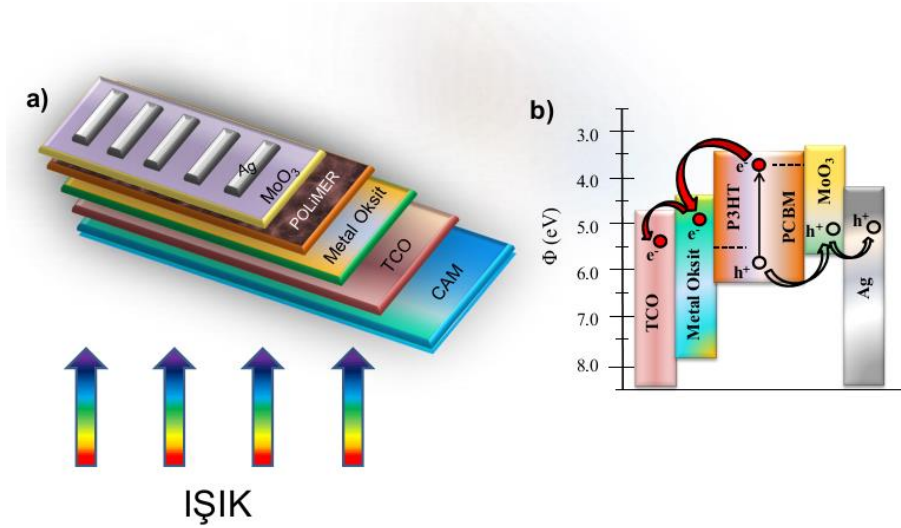 a)
Ag
MoO₃
POLiMER
Metal Oksit
TCO
CAM
IŞIK
b)
Φ (eV)
3.0
4.0
5.0
6.0
7.0
8.0
TCO
e⁻
Metal Oksit
e⁻
P3HT
PCBM
e⁻
h⁺
MoO₃
h⁺
Ag
h⁺